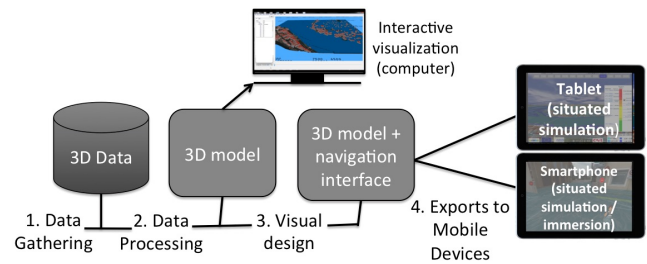 Interactive
visualization
(computer)
3D Data
3D model
3D model +
navigation
interface
Tablet
(situated
simulation)
Smartphone
(situated
simulation /
immersion)
1. Data
Gathering
2. Data
Processing
3. Visual
design
4. Exports to
Mobile
Devices